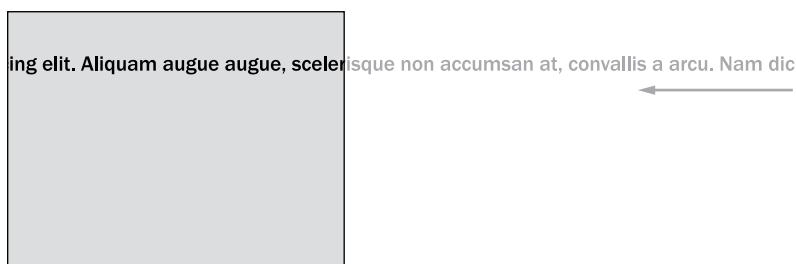 ing elit. Aliquam augue augue, scelerisque non accumsan at, convallis a arcu. Nam dic